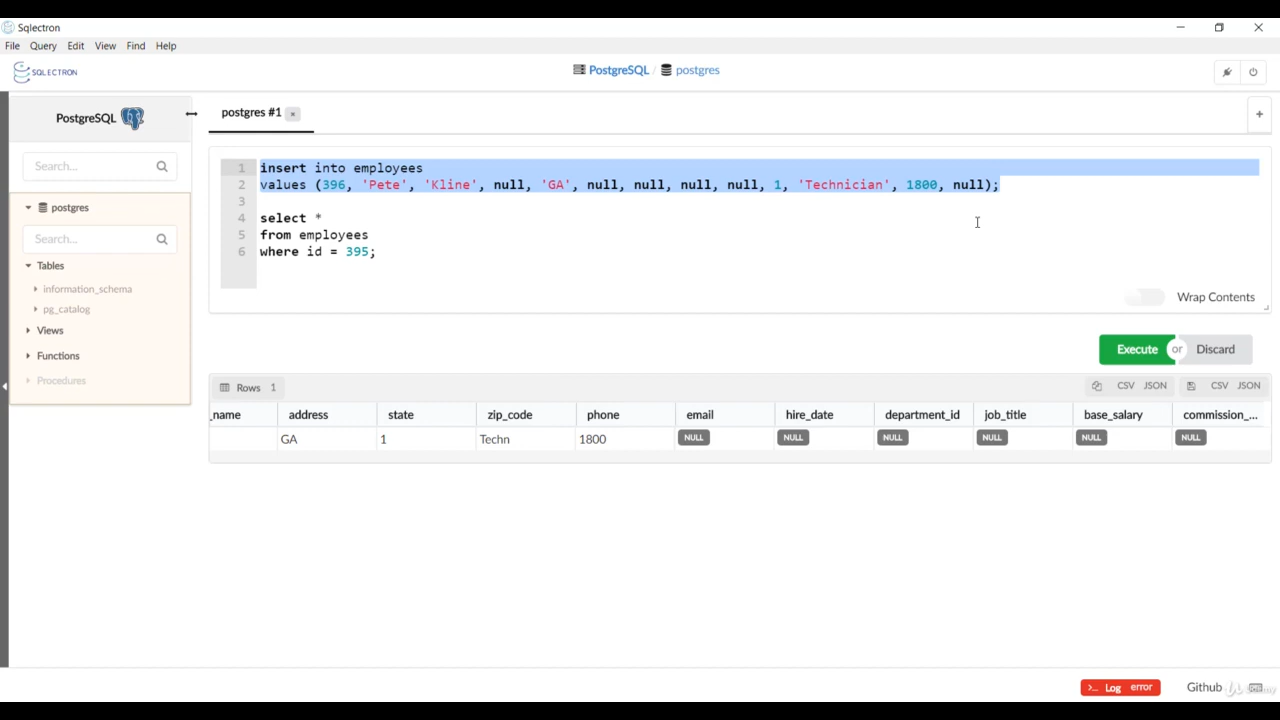 Sqlectron
File Query Edit View Find Help
SQLECTRON
PostgreSQL / postgres
PostgreSQL
postgres #1 ×
+
Search...
postgres
Search...
Tables
information_schema
pg_catalog
Views
Functions
Procedures
1 insert into employees
2 values (396, 'Pete', 'Kline', null, 'GA', null, null, null, null, 1, 'Technician', 1800, null);
3
4 select *
5 from employees
6 where id = 395;
Wrap Contents
Execute or Discard
Rows 1 CSV JSON CSV JSON
_name address state zip_code phone email hire_date department_id job_title base_salary commission_...
GA 1 Techn 1800 NULL NULL NULL NULL NULL NULL
>_ Log error
Github
Udemy